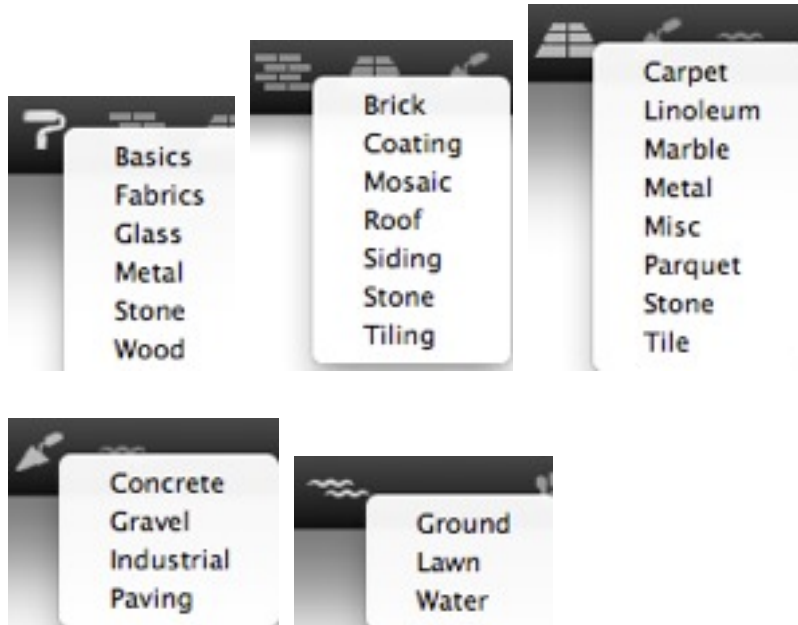 Basics
Fabrics
Glass
Metal
Stone
Wood
Brick
Coating
Mosaic
Roof
Siding
Stone
Tiling
Carpet
Linoleum
Marble
Metal
Misc
Parquet
Stone
Tile
Concrete
Gravel
Industrial
Paving
Ground
Lawn
Water